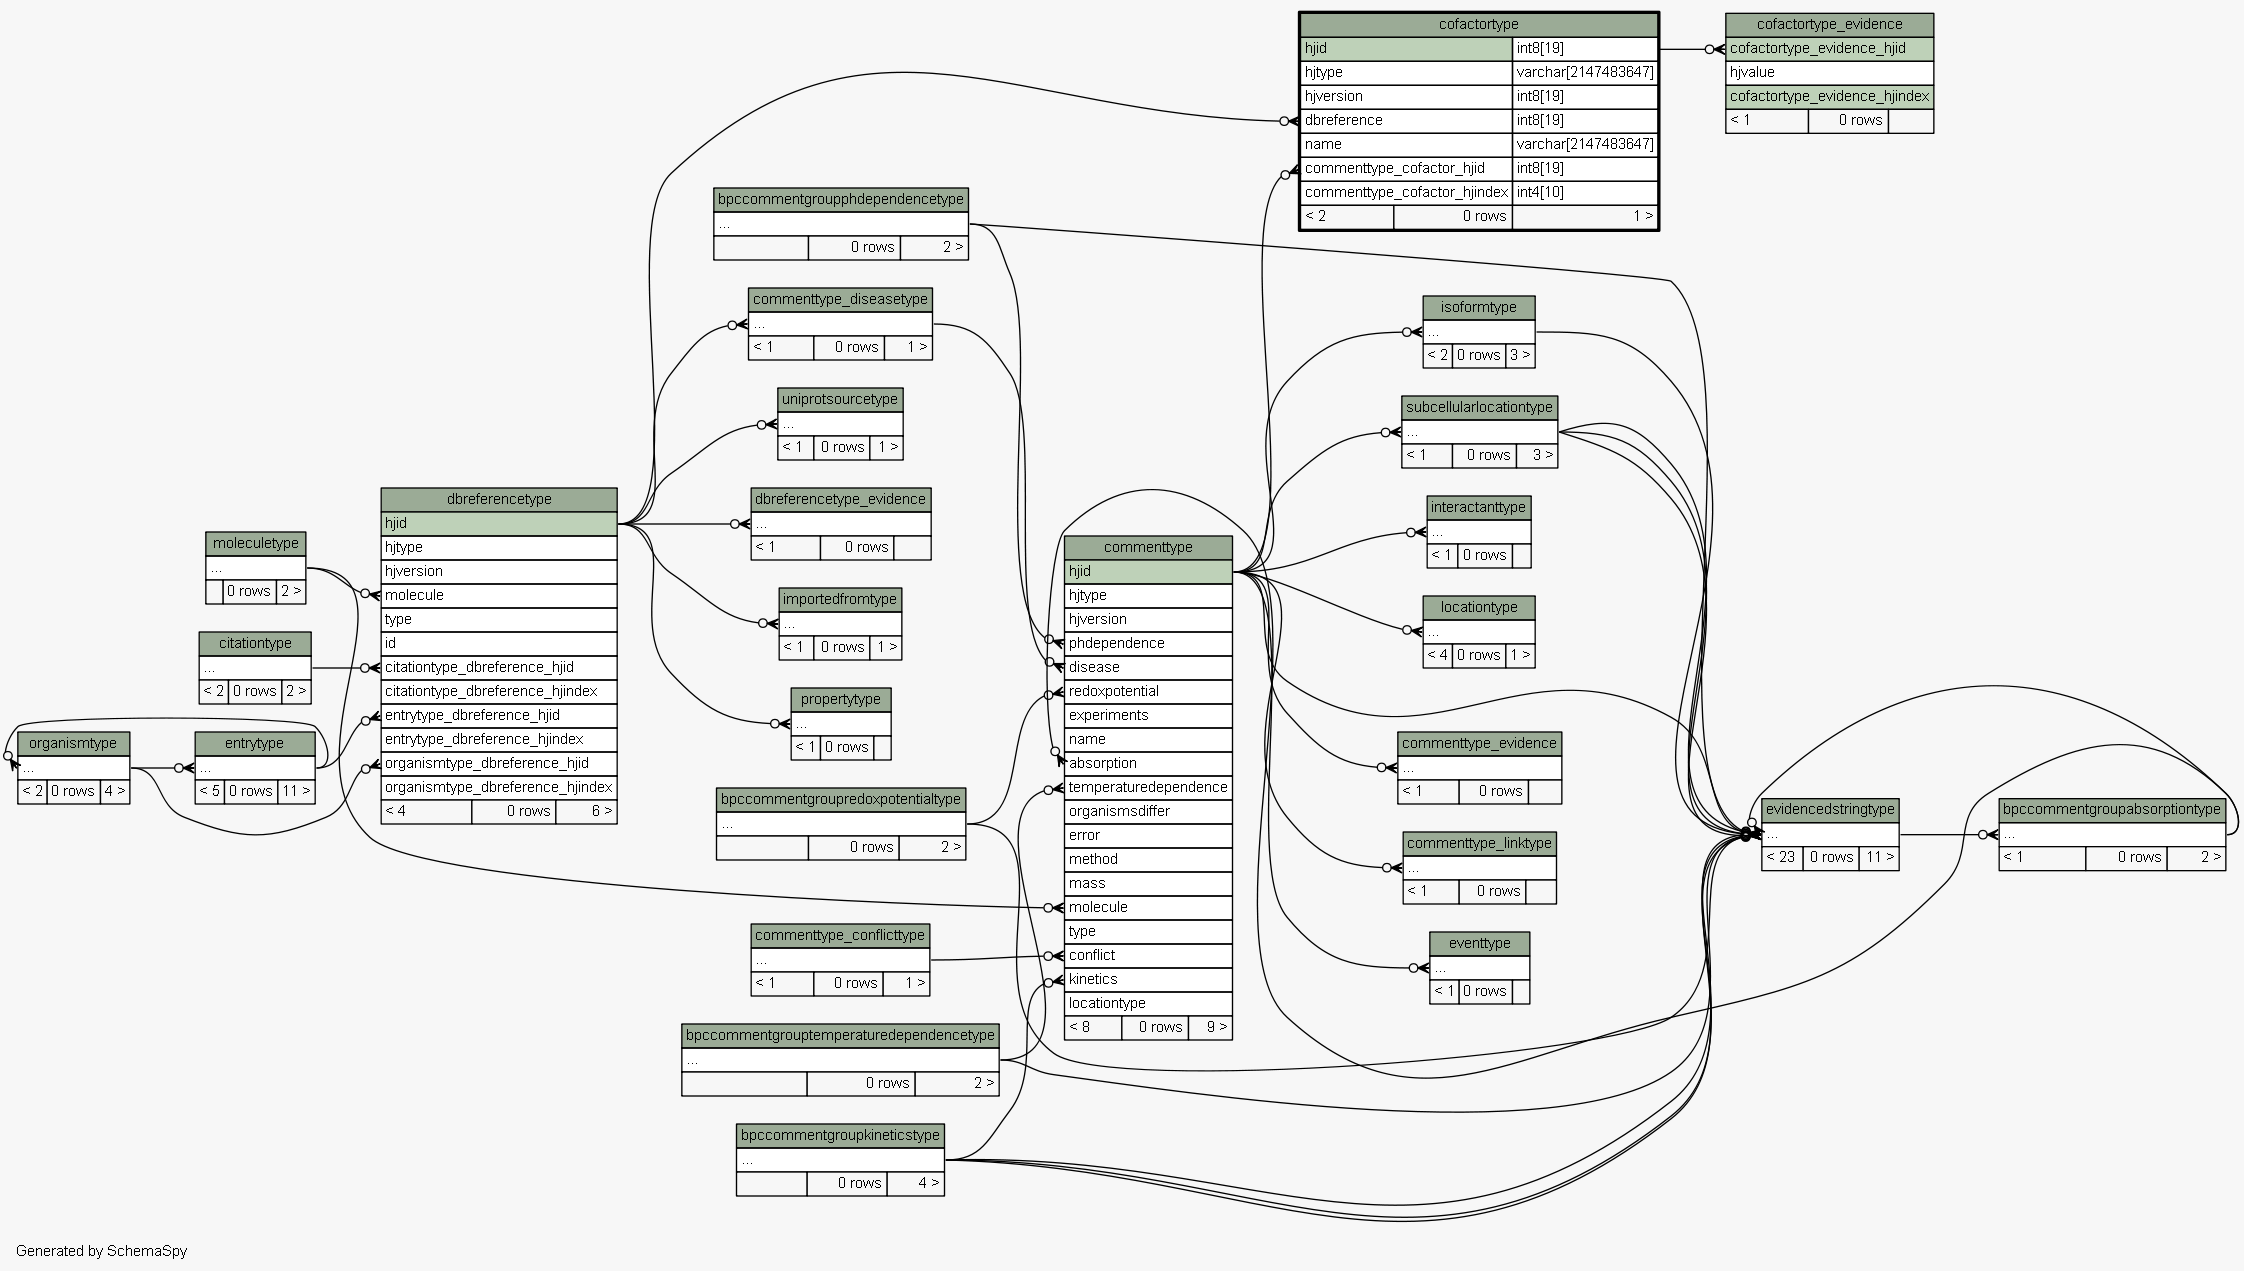 cofactortype
hjid int8[19]
hjtype varchar[2147483647]
hjversion int8[19]
dbreference int8[19]
name varchar[2147483647]
commenttype_cofactor_hjid int8[19]
commenttype_cofactor_hjindex int4[10]
< 2 0 rows 1 >
cofactortype_evidence
cofactortype_evidence_hjid
hjvalue
cofactortype_evidence_hjindex
< 1 0 rows
bpccommentgroupphdependencetype
...
0 rows 2 >
commenttype_diseasetype
...
< 1 0 rows 1 >
uniprotsourcetype
...
< 1 0 rows 1 >
dbreferencetype_evidence
...
< 1 0 rows
importedfromtype
...
< 1 0 rows 1 >
propertytype
...
< 1 0 rows
bpccommentgroupredoxpotentialtype
...
0 rows 2 >
commenttype_conflicttype
...
< 1 0 rows 1 >
bpccommentgrouptemperaturedependencetype
...
0 rows 2 >
bpccommentgroupkineticstype
...
0 rows 4 >
dbreferencetype
hjid
hjtype
hjversion
molecule
type
id
citationtype_dbreference_hjid
citationtype_dbreference_hjindex
entrytype_dbreference_hjid
entrytype_dbreference_hjindex
organismtype_dbreference_hjid
organismtype_dbreference_hjindex
< 4 0 rows 6 >
moleculetype
...
0 rows 2 >
citationtype
...
< 2 0 rows 2 >
organismtype
...
< 2 0 rows 4 >
entrytype
...
< 5 0 rows 11 >
commenttype
hjid
hjtype
hjversion
phdependence
disease
redoxpotential
experiments
name
absorption
temperaturedependence
organismsdiffer
error
method
mass
molecule
type
conflict
kinetics
locationtype
< 8 0 rows 9 >
isoformtype
...
< 2 0 rows 3 >
subcellularlocationtype
...
< 1 0 rows 3 >
interactanttype
...
< 1 0 rows
locationtype
...
< 4 0 rows 1 >
commenttype_evidence
...
< 1 0 rows
commenttype_linktype
...
< 1 0 rows
eventtype
...
< 1 0 rows
evidencedstringtype
...
< 23 0 rows 11 >
bpccommentgroupabsorptiontype
...
< 1 0 rows 2 >
Generated by SchemaSpy